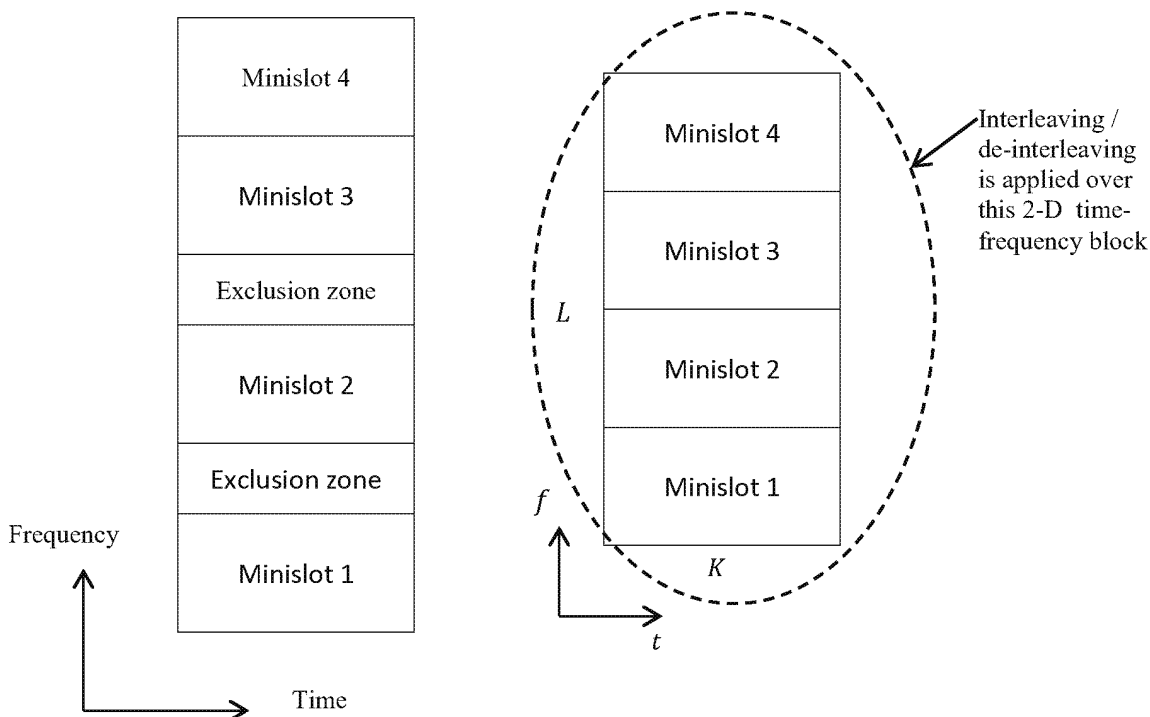 Minislot 4
Minislot 3
Exclusion zone
Minislot 2
Exclusion zone
Minislot 1
Frequency
Time
Minislot 4
Minislot 3
Minislot 2
Minislot 1
L
K
f
t
Interleaving /
de-interleaving
is applied over
this 2-D time-
frequency block